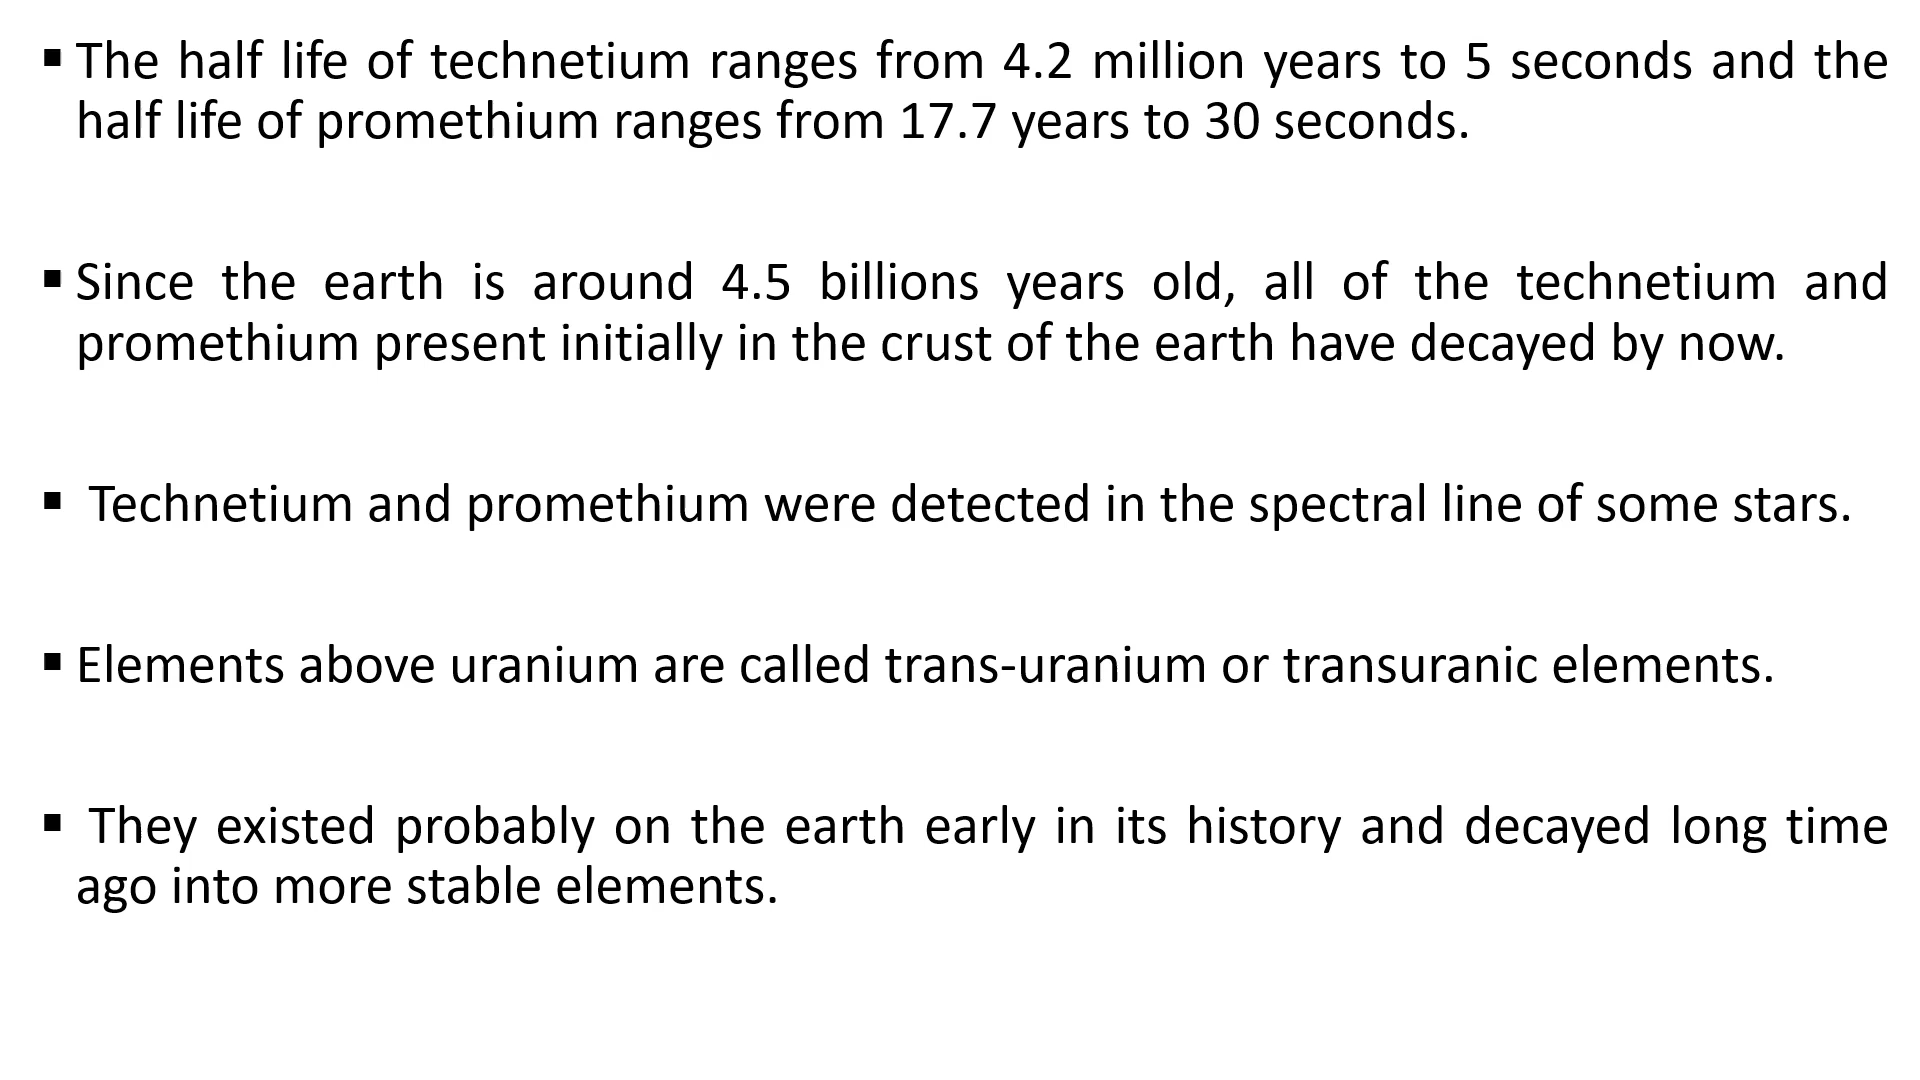 ▪ The half life of technetium ranges from 4.2 million years to 5 seconds and the
half life of promethium ranges from 17.7 years to 30 seconds.
▪ Since the earth is around 4.5 billions years old, all of the technetium and
promethium present initially in the crust of the earth have decayed by now.
▪ Technetium and promethium were detected in the spectral line of some stars.
▪ Elements above uranium are called trans-uranium or transuranic elements.
▪ They existed probably on the earth early in its history and decayed long time
ago into more stable elements.